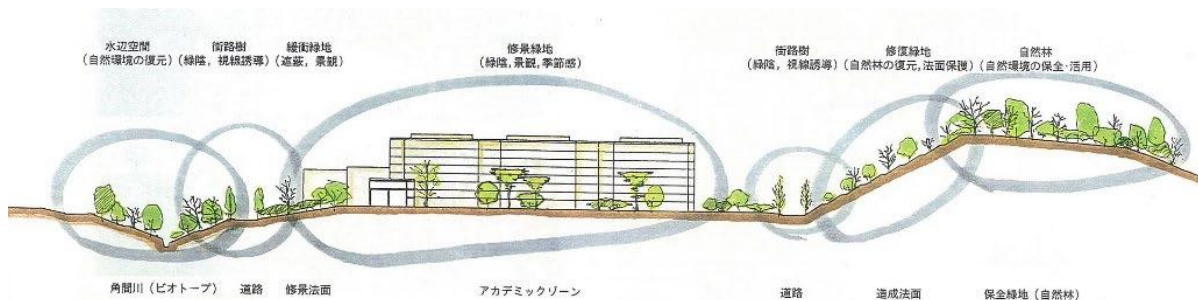 水辺空間
(自然環境の復元)
街路樹
(緑陰，視線誘導)
緩衝緑地
(遮蔽，景観)
修景緑地
(緑陰,景観,季節感)
街路樹
(緑陰，視線誘導)
修復緑地
(自然林の復元,法面保護)
自然林
(自然環境の保全・活用)
角間川（ビオトープ）
道路
修景法面
アカデミックゾーン
道路
造成法面
保全緑地（自然林）